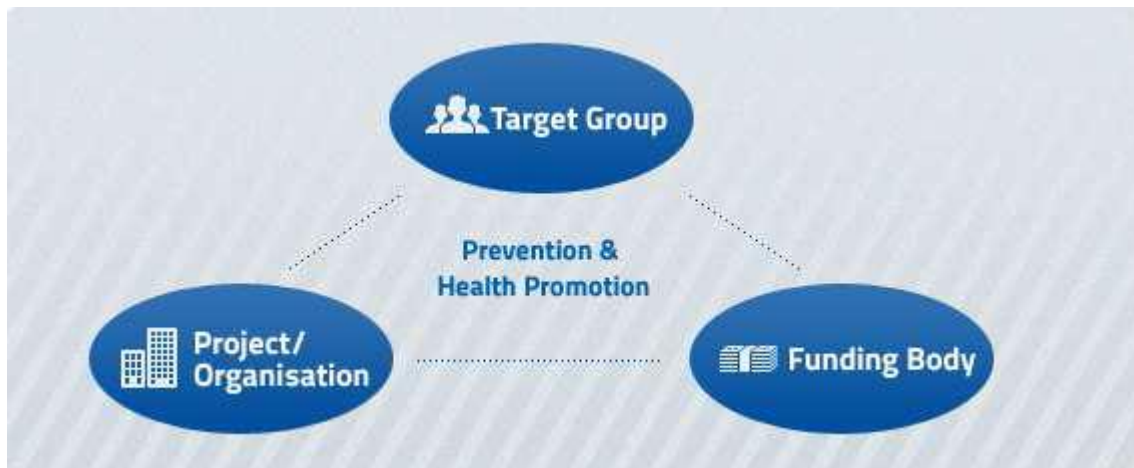 Target Group
Prevention &
Health Promotion
Project/
Organisation
Funding Body